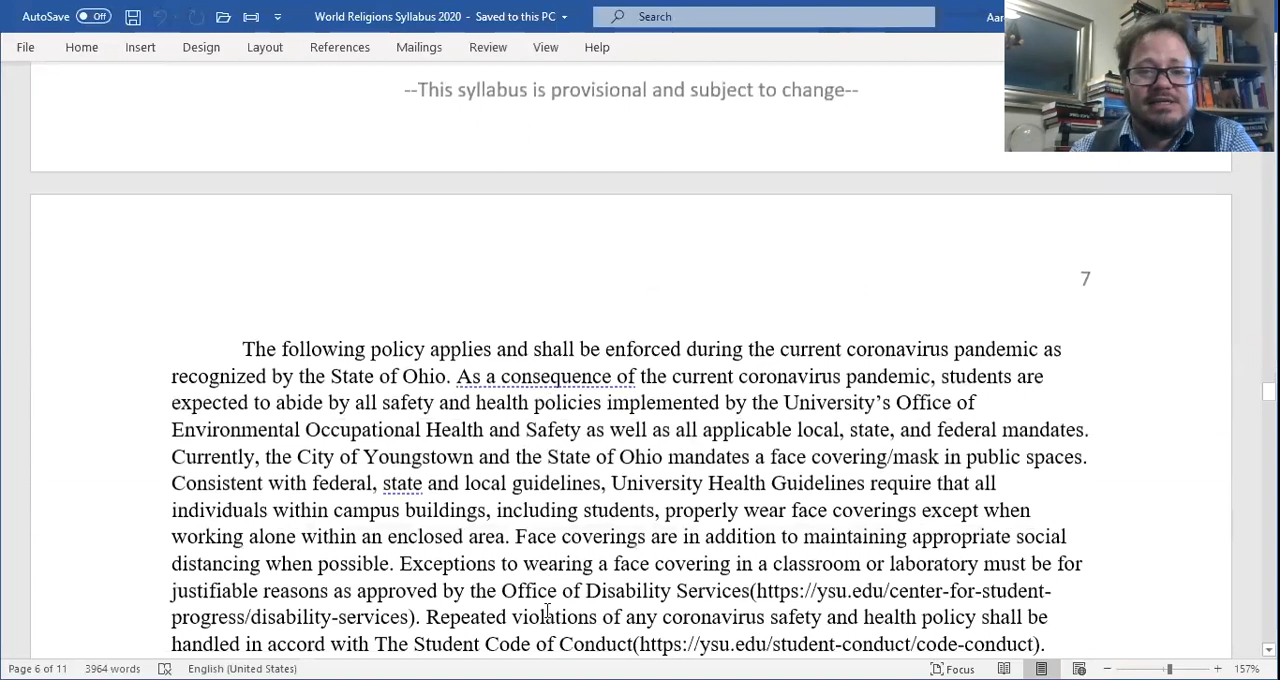 AutoSave Off World Religions Syllabus 2020 - Saved to this PC Search Aar
File Home Insert Design Layout References Mailings Review View Help
--This syllabus is provisional and subject to change--
7
The following policy applies and shall be enforced during the current coronavirus pandemic as
recognized by the State of Ohio. As a consequence of the current coronavirus pandemic, students are
expected to abide by all safety and health policies implemented by the University’s Office of
Environmental Occupational Health and Safety as well as all applicable local, state, and federal mandates.
Currently, the City of Youngstown and the State of Ohio mandates a face covering/mask in public spaces.
Consistent with federal, state and local guidelines, University Health Guidelines require that all
individuals within campus buildings, including students, properly wear face coverings except when
working alone within an enclosed area. Face coverings are in addition to maintaining appropriate social
distancing when possible. Exceptions to wearing a face covering in a classroom or laboratory must be for
justifiable reasons as approved by the Office of Disability Services(https://ysu.edu/center-for-student-
progress/disability-services). Repeated violations of any coronavirus safety and health policy shall be
handled in accord with The Student Code of Conduct(https://ysu.edu/student-conduct/code-conduct).
Page 6 of 11 3964 words English (United States) Focus 157%